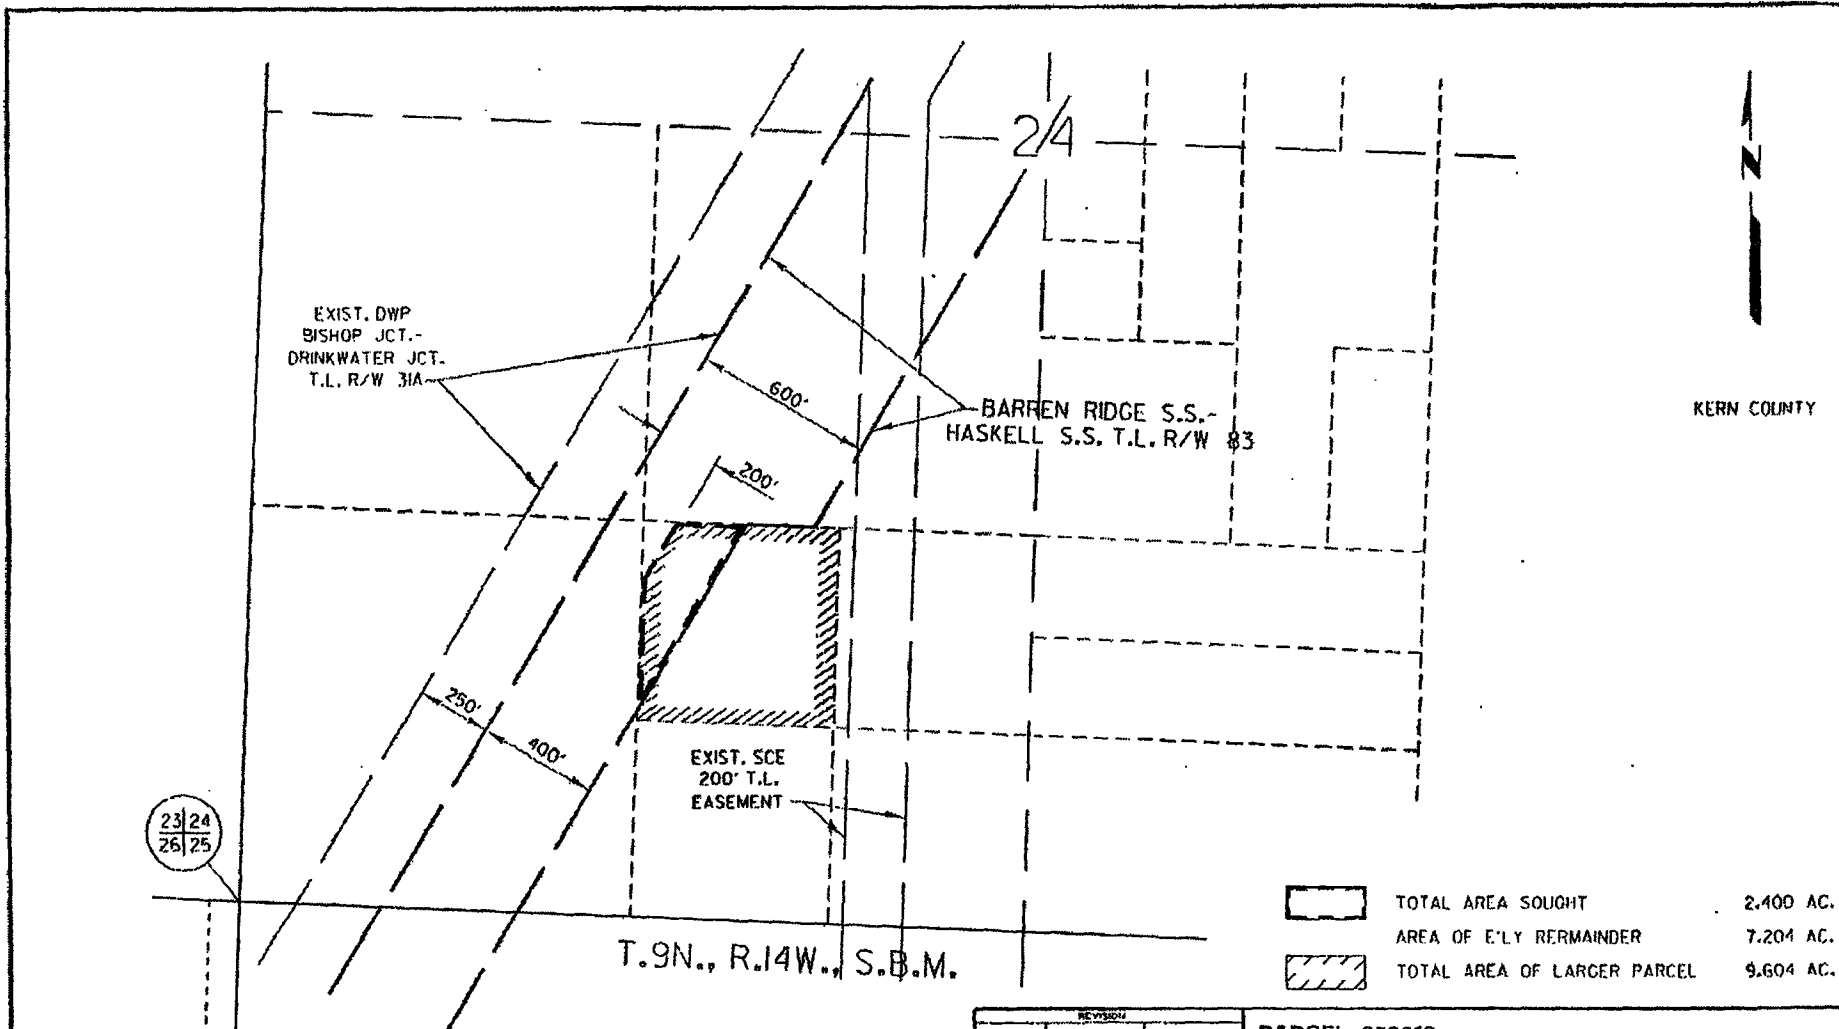 24
N
EXIST. DWP
BISHOP JCT.-
DRINKWATER JCT.
T.L. R/W 31A
600'
BARREN RIDGE S.S.-
HASKELL S.S. T.L. R/W 83
KERN COUNTY
200'
250'
400'
EXIST. SCE
200' T.L.
EASEMENT
23 24
26 25
T.9N., R.14W., S.B.M.
TOTAL AREA SOUGHT 2.400 AC.
AREA OF E'LY RERMAINDER 7.204 AC.
TOTAL AREA OF LARGER PARCEL 9.604 AC.
REVISION